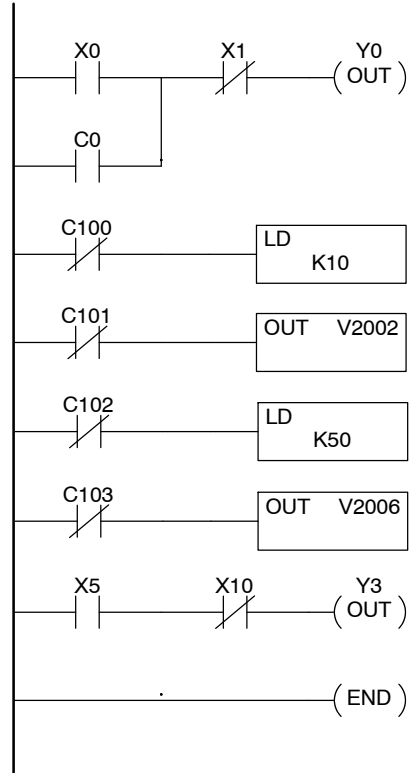 X0 X1 Y0
OUT
C0
C100
LD
K10
C101
OUT V2002
C102
LD
K50
C103
OUT V2006
X5 X10 Y3
OUT
END